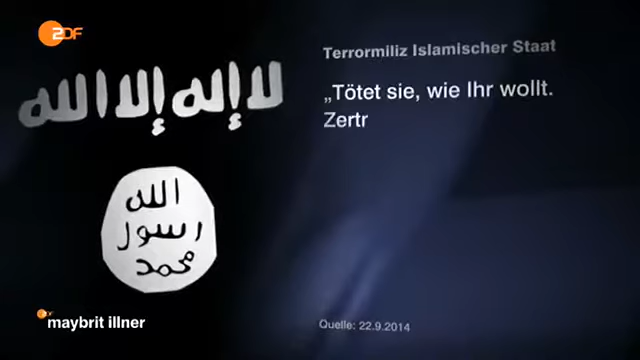 ZDF
Terrormiliz Islamischer Staat
لا إله إلا الله
„Tötet sie, wie Ihr wollt.
Zertr
الله
رسول
محمد
maybrit illner
Quelle: 22.9.2014